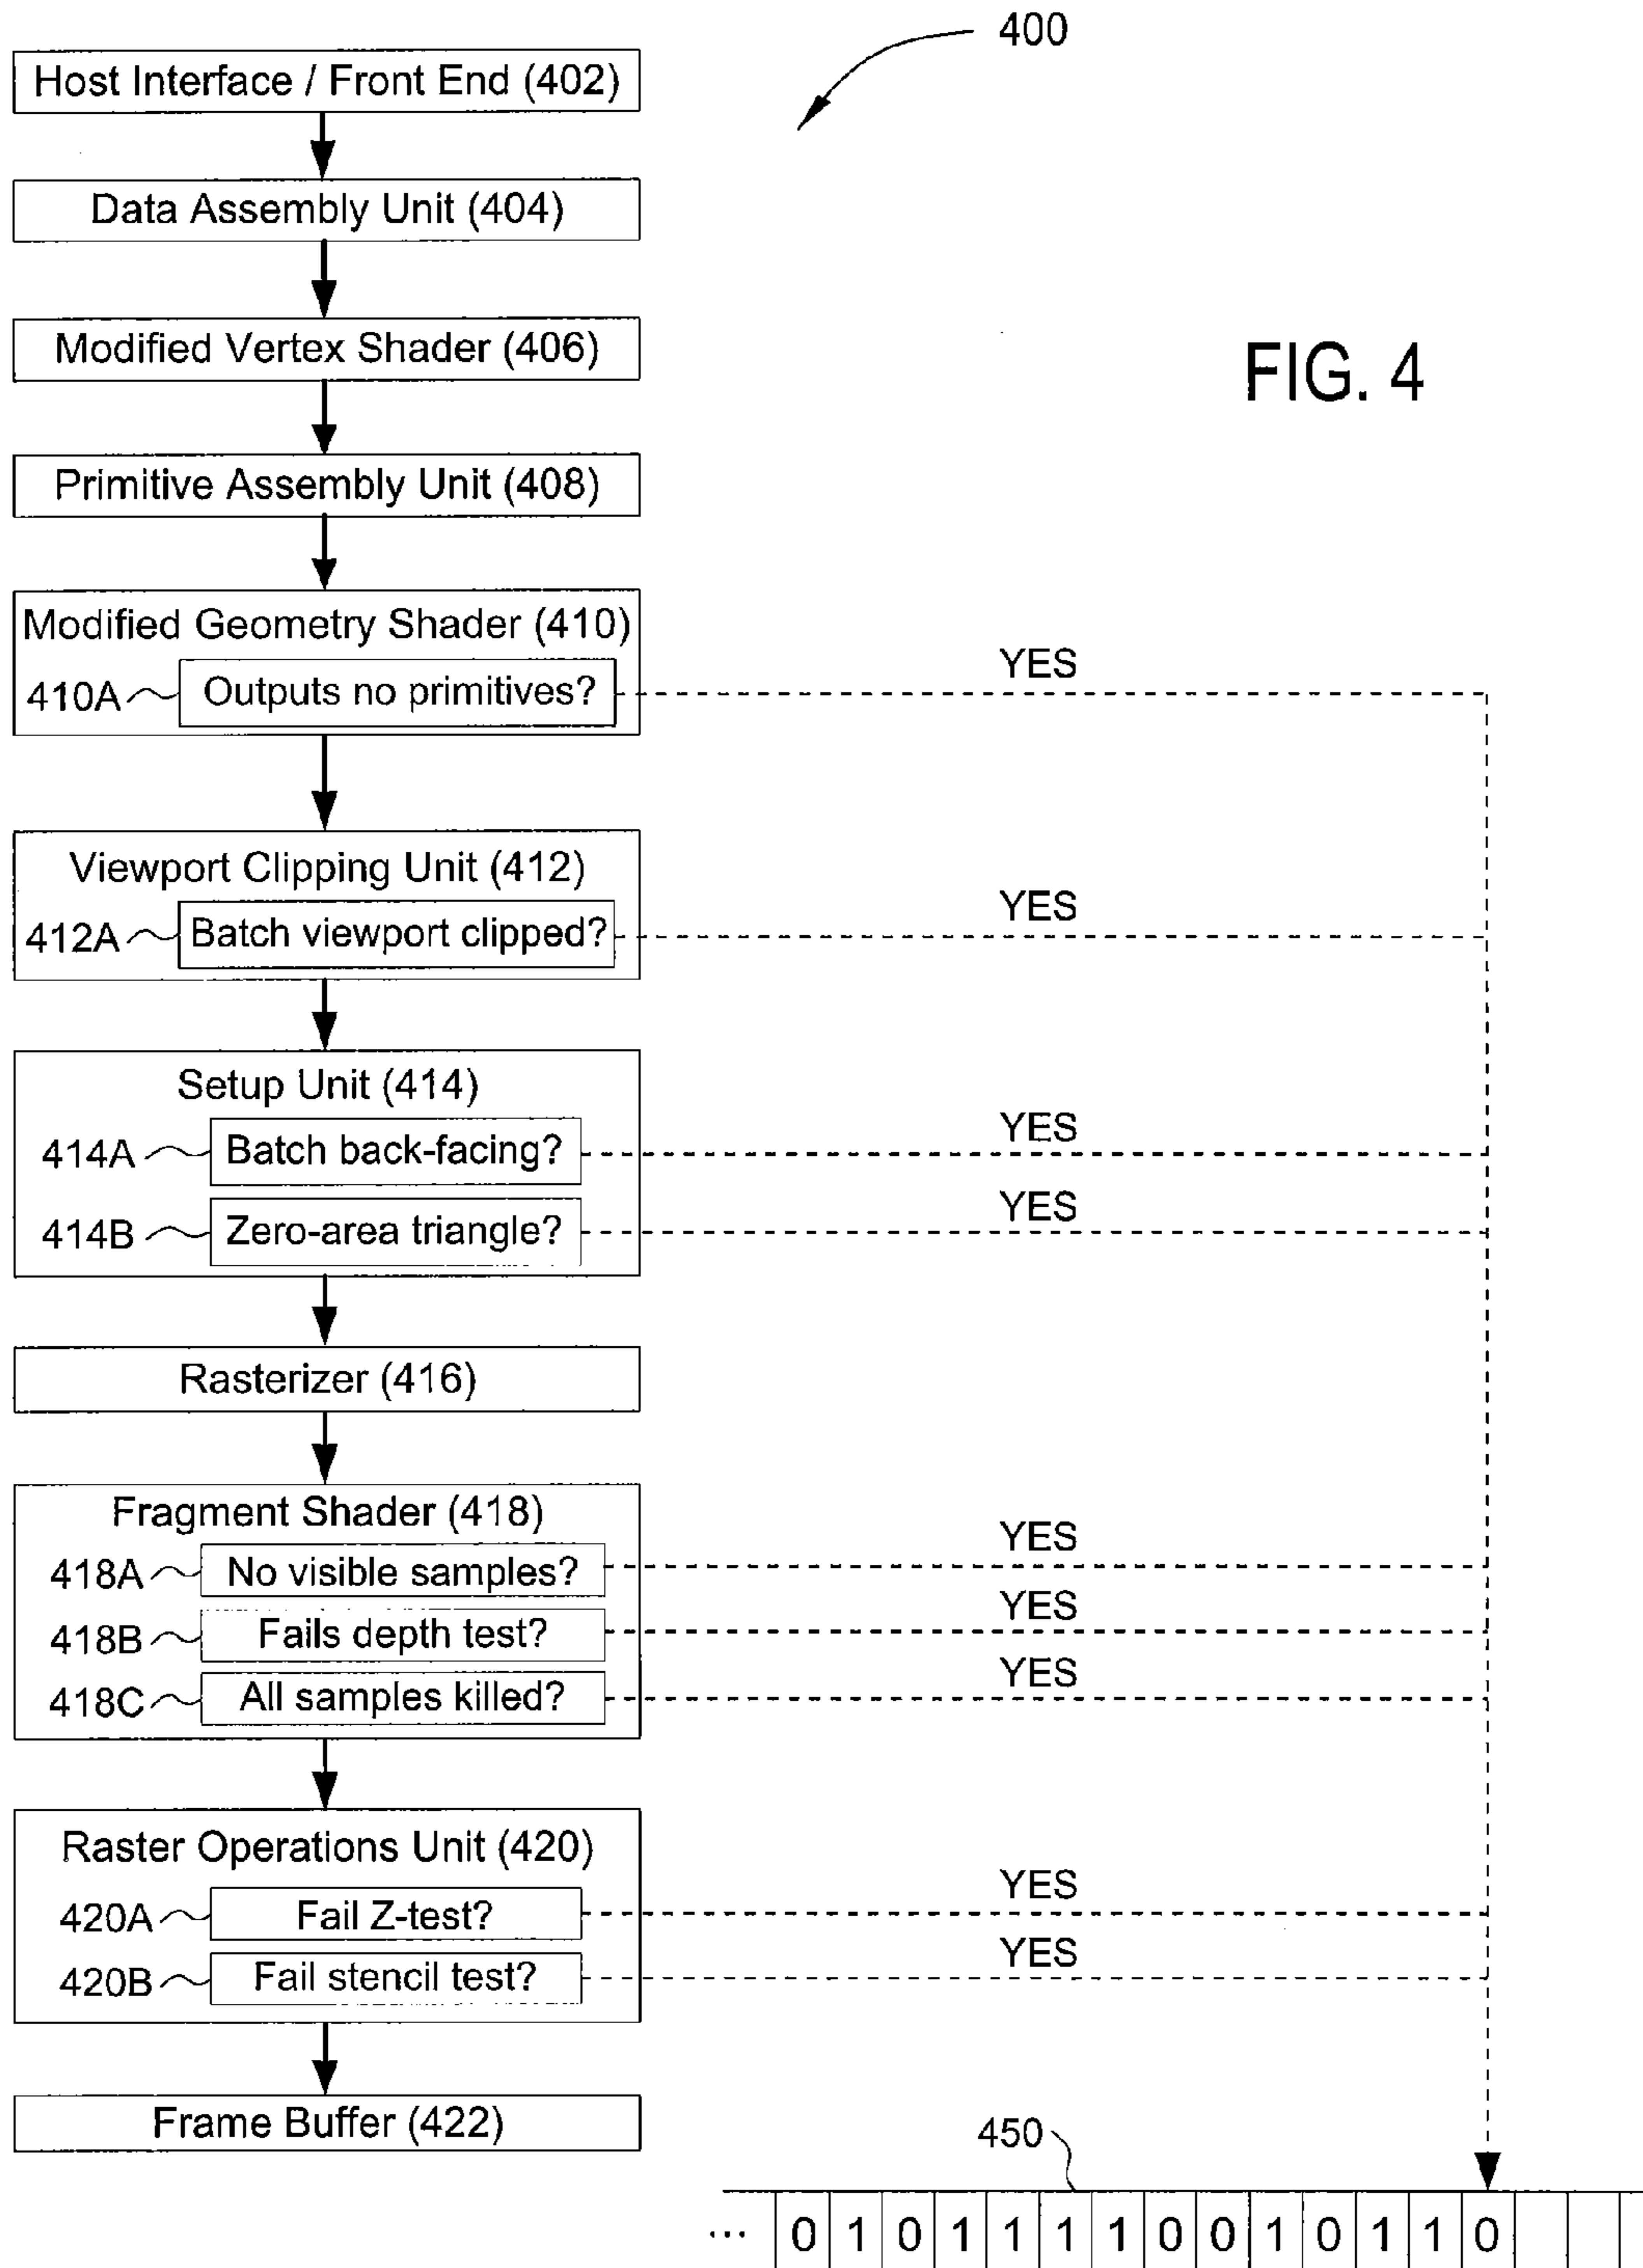 400
Host Interface / Front End (402)
Data Assembly Unit (404)
Modified Vertex Shader (406)
FIG. 4
Primitive Assembly Unit (408)
Modified Geometry Shader (410)
410A Outputs no primitives? YES
Viewport Clipping Unit (412)
412A Batch viewport clipped? YES
Setup Unit (414)
414A Batch back-facing? YES
414B Zero-area triangle? YES
Rasterizer (416)
Fragment Shader (418)
418A No visible samples? YES
418B Fails depth test? YES
418C All samples killed? YES
Raster Operations Unit (420)
420A Fail Z-test? YES
420B Fail stencil test? YES
Frame Buffer (422)
450
... 0 1 0 1 1 1 1 0 0 1 0 1 1 0